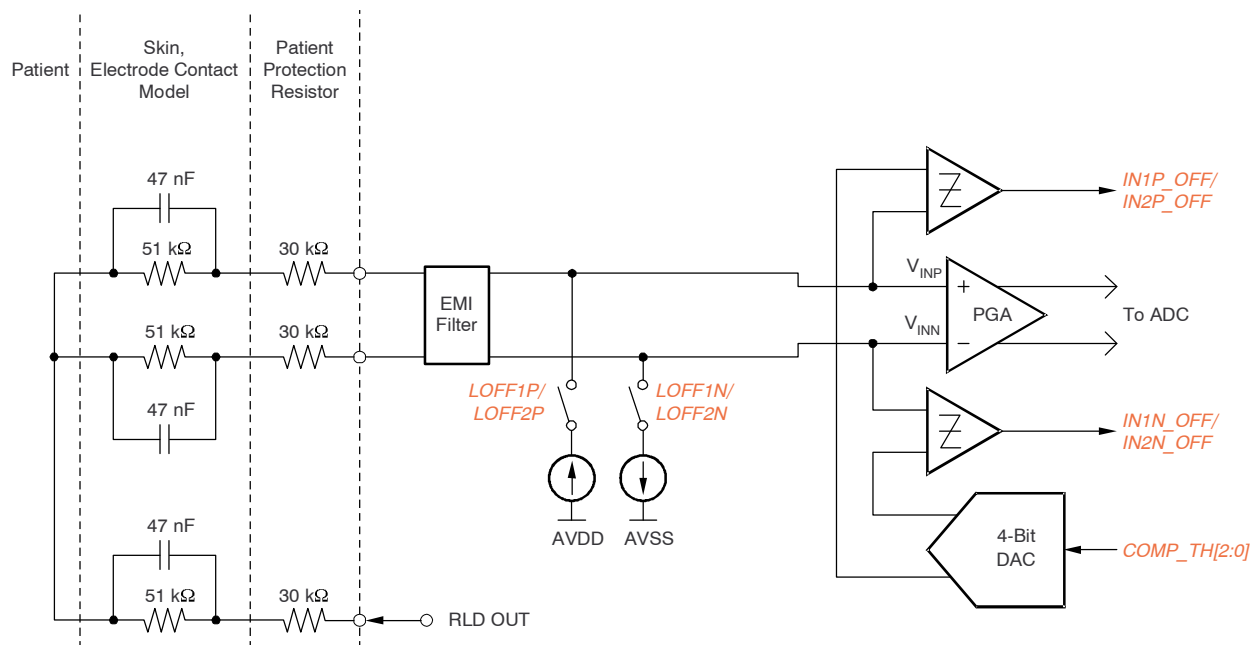 Patient
Skin,
Electrode Contact
Model
Patient
Protection
Resistor
47 nF
51 kΩ
30 kΩ
51 kΩ
30 kΩ
47 nF
47 nF
51 kΩ
30 kΩ
RLD OUT
EMI
Filter
LOFF1P/
LOFF2P
LOFF1N/
LOFF2N
AVDD
AVSS
IN1P_OFF/
IN2P_OFF
VINP
+
PGA
VINN
−
To ADC
IN1N_OFF/
IN2N_OFF
4-Bit
DAC
COMP_TH[2:0]